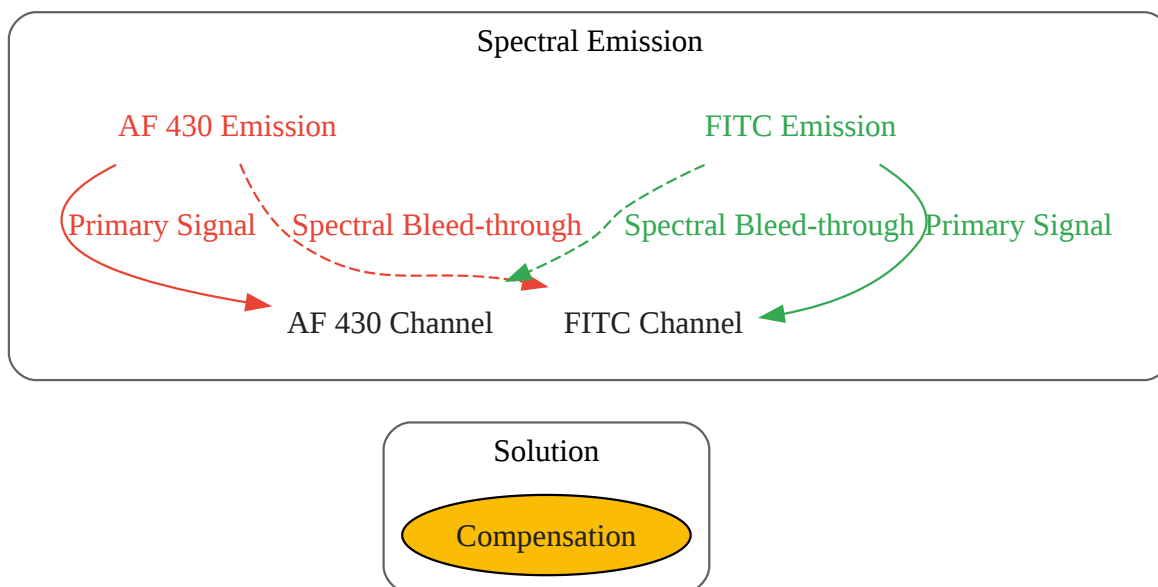 Spectral Emission
AF 430 Emission
FITC Emission
Primary Signal
Spectral Bleed-through
Spectral Bleed-through
Primary Signal
AF 430 Channel
FITC Channel
Solution
Compensation